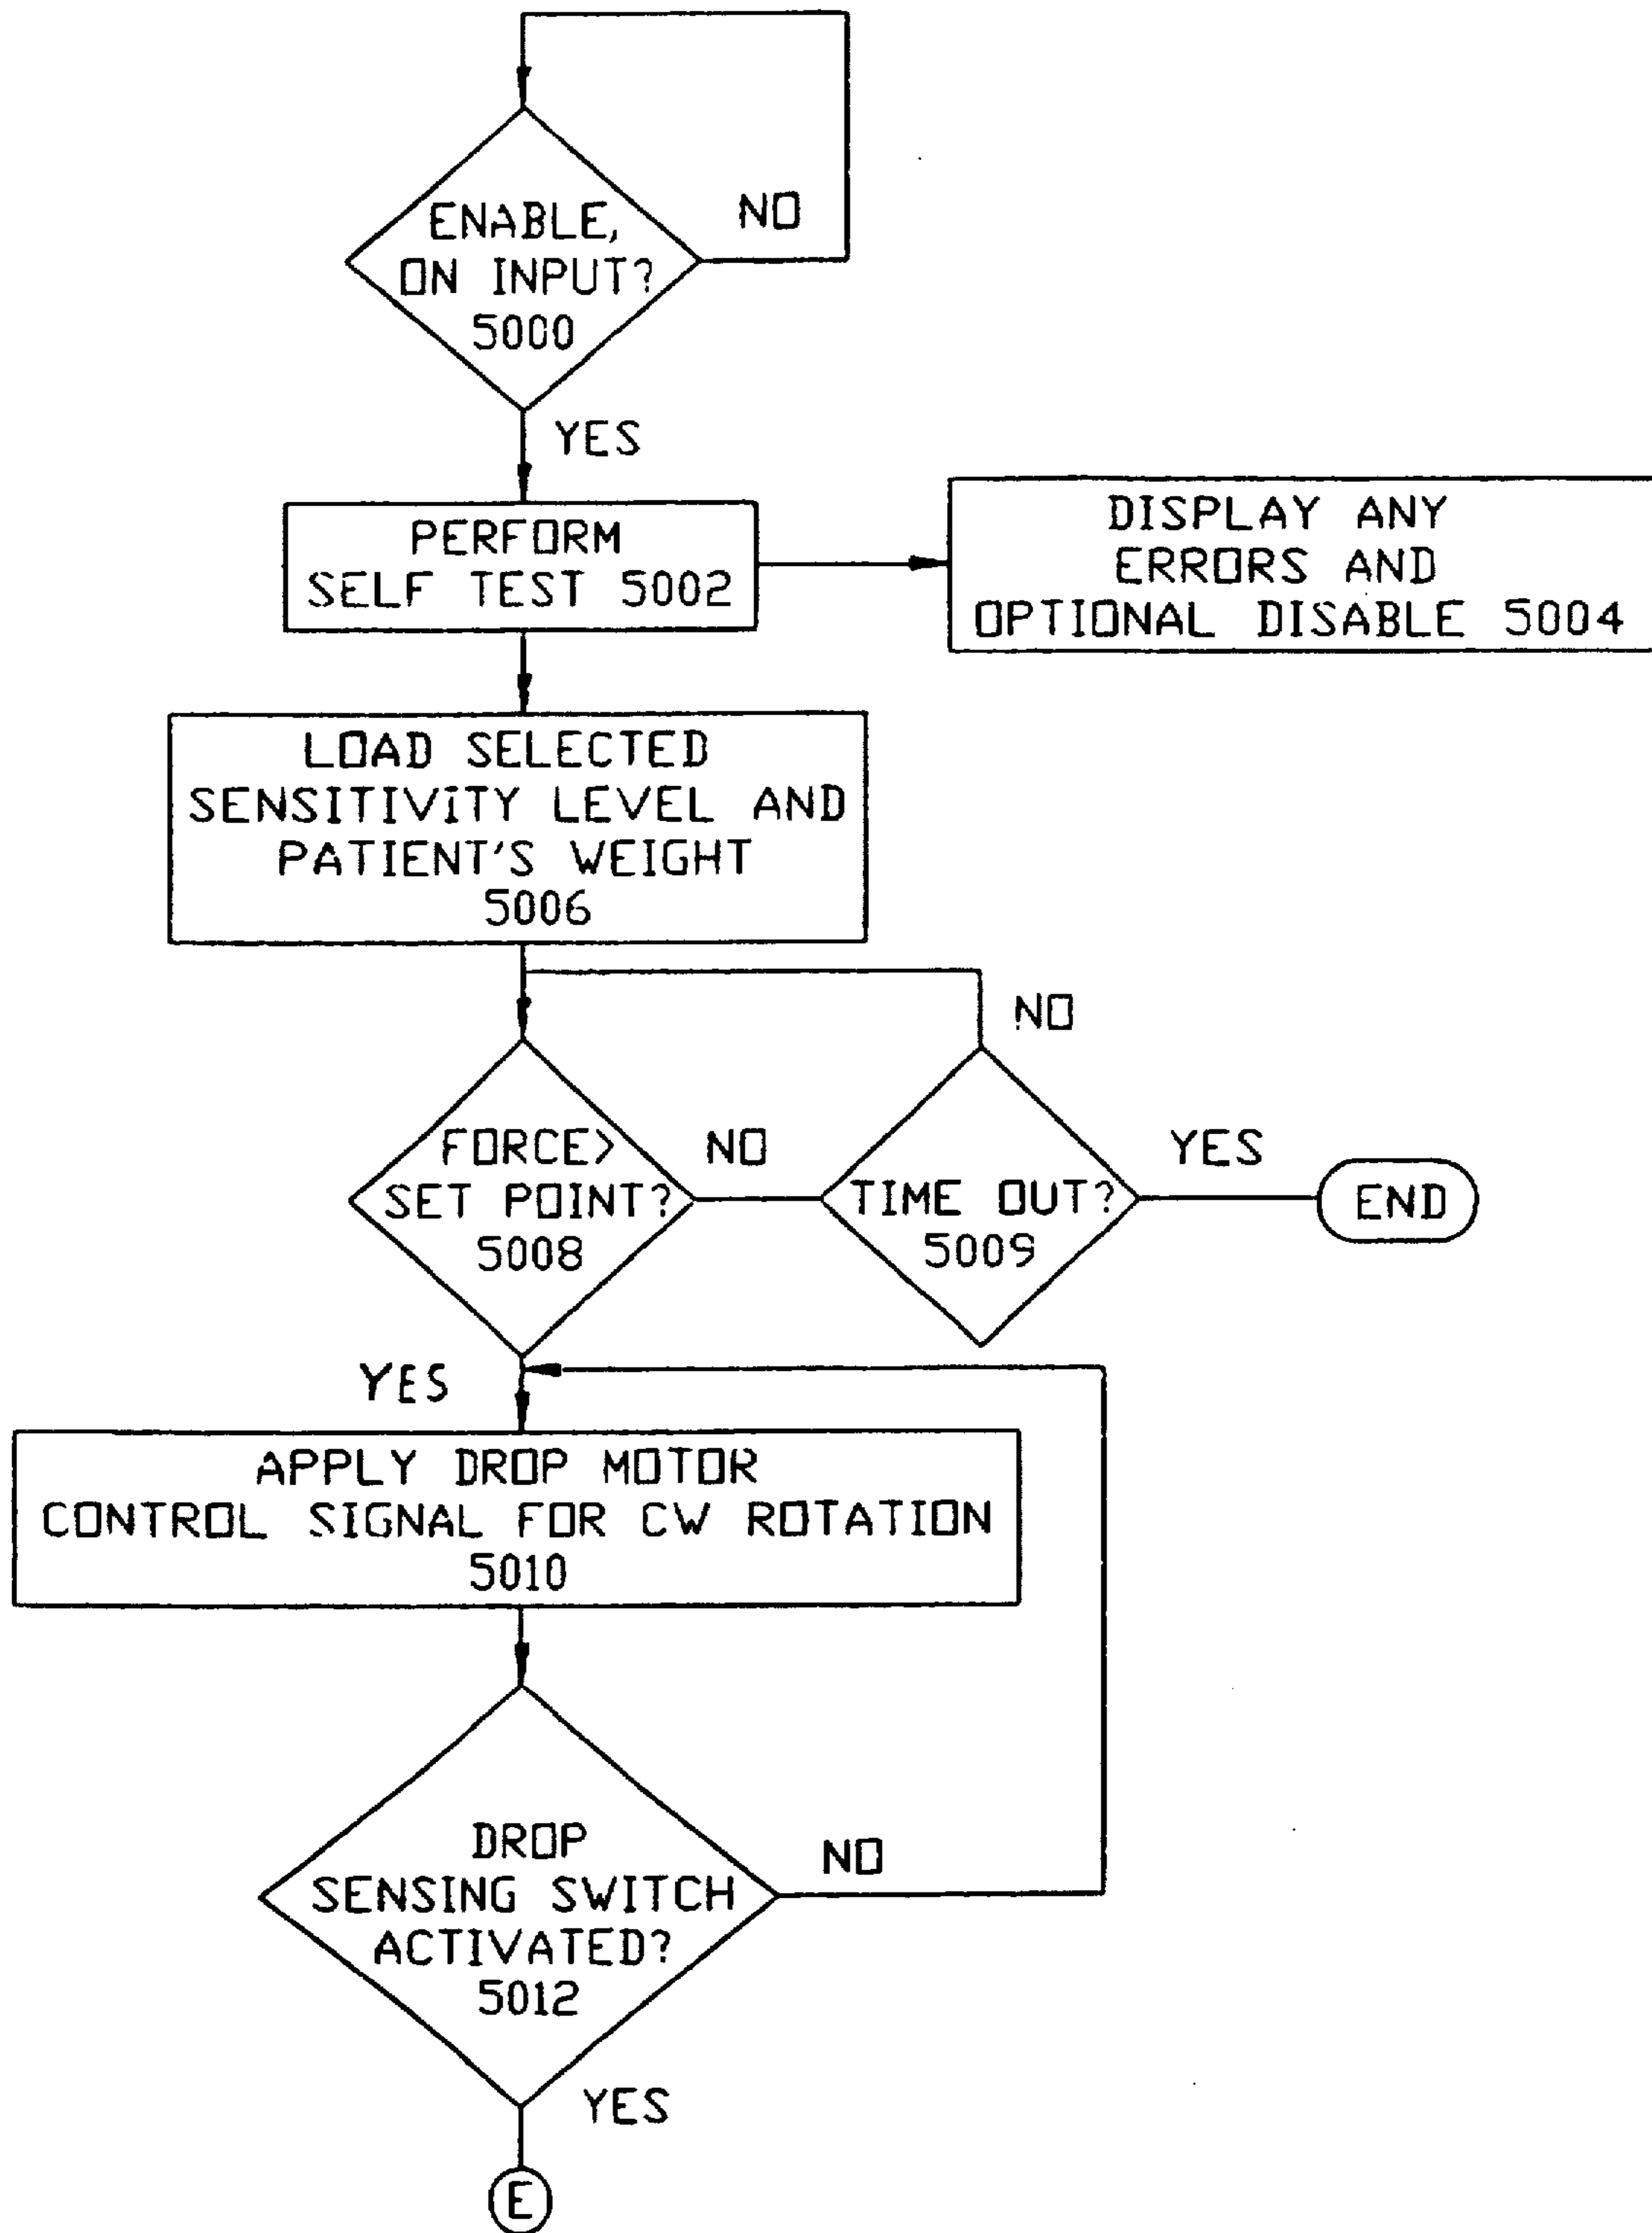 ENABLE,
ON INPUT?
5000
NO
YES
PERFORM
SELF TEST 5002
DISPLAY ANY
ERRORS AND
OPTIONAL DISABLE 5004
LOAD SELECTED
SENSITIVITY LEVEL AND
PATIENT'S WEIGHT
5006
FORCE>
SET POINT?
5008
NO
TIME OUT?
5009
NO
YES
END
YES
APPLY DROP MOTOR
CONTROL SIGNAL FOR CW ROTATION
5010
DROP
SENSING SWITCH
ACTIVATED?
5012
NO
YES
E